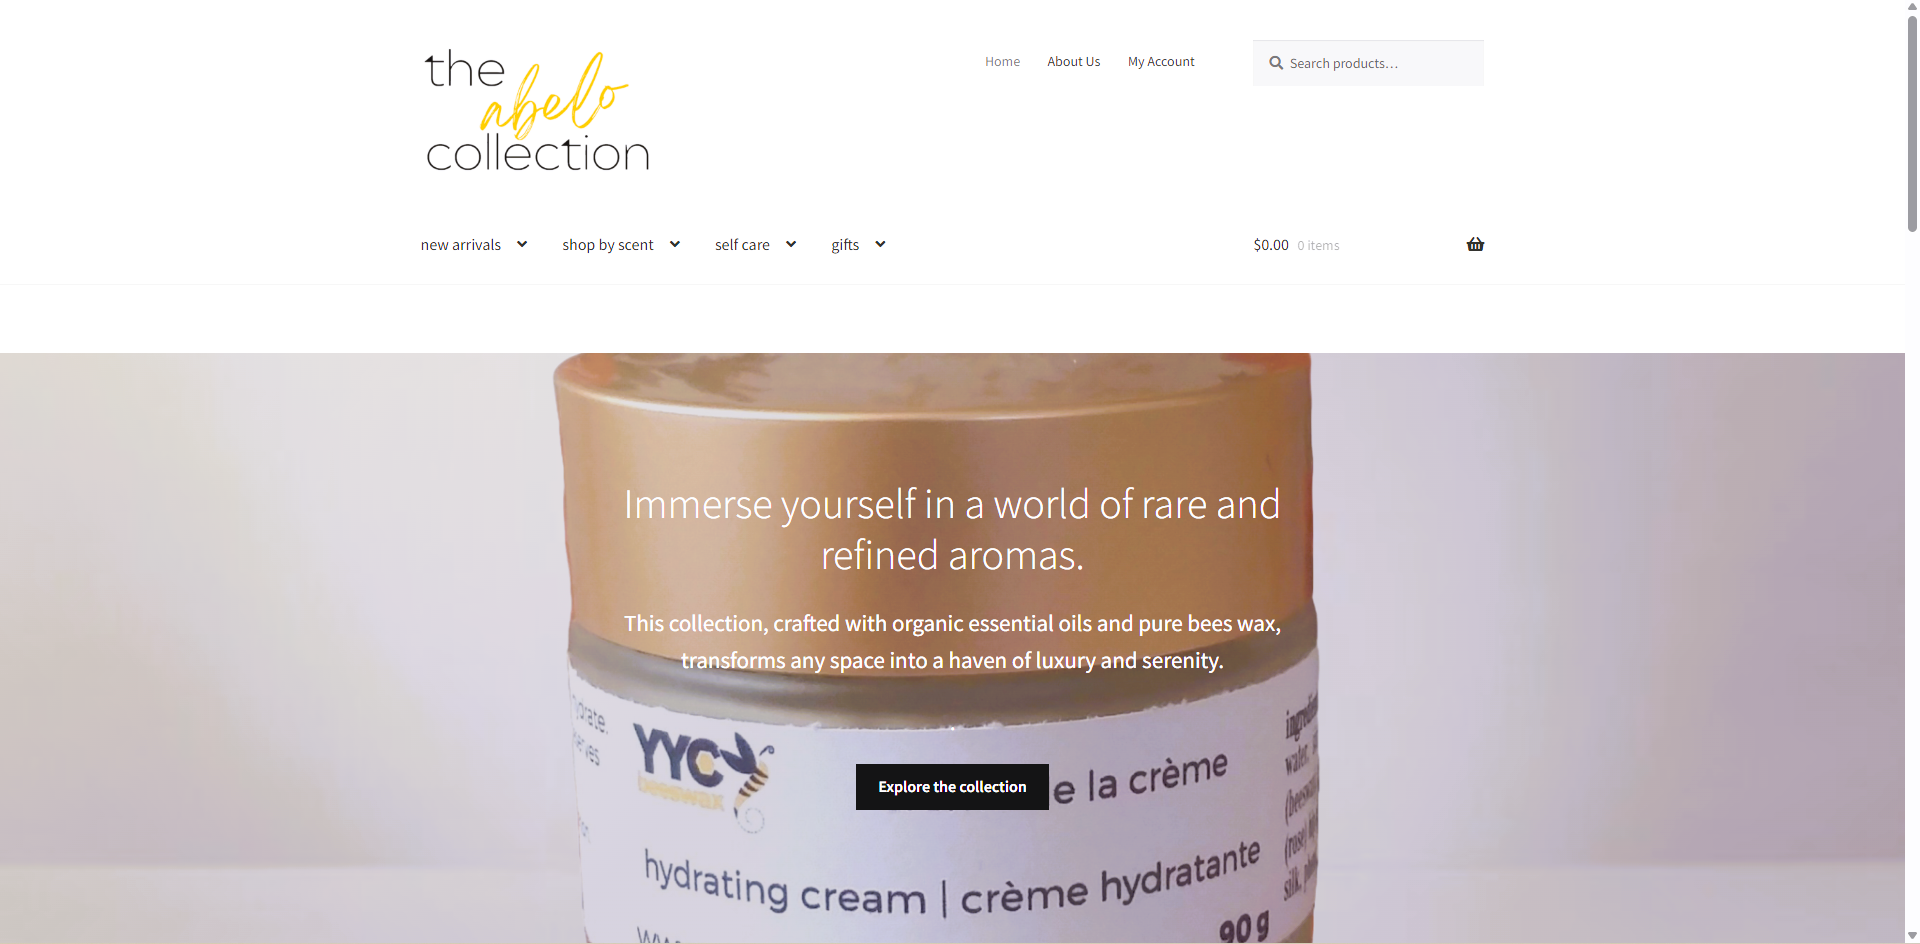 the
abelo
collection
Home About Us My Account
Search products…
new arrivals shop by scent self care gifts
$0.00 0 items
Immerse yourself in a world of rare and
refined aromas.
This collection, crafted with organic essential oils and pure bees wax,
transforms any space into a haven of luxury and serenity.
YYC
beeswax
Explore the collection
la crème
hydrating cream | crème hydratante
90 g